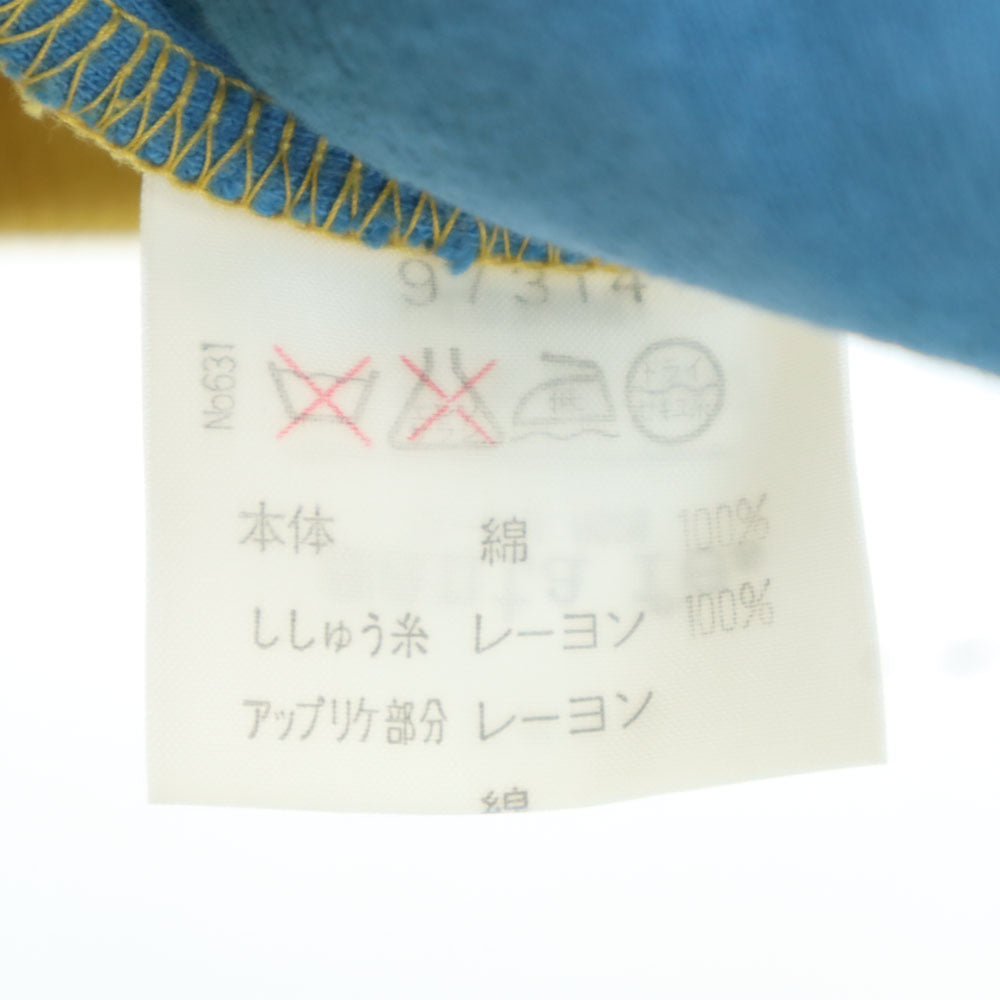 97314
No631
本体 綿 100%
ししゅう糸 レーヨン 100%
アップリケ部分 レーヨン
綿